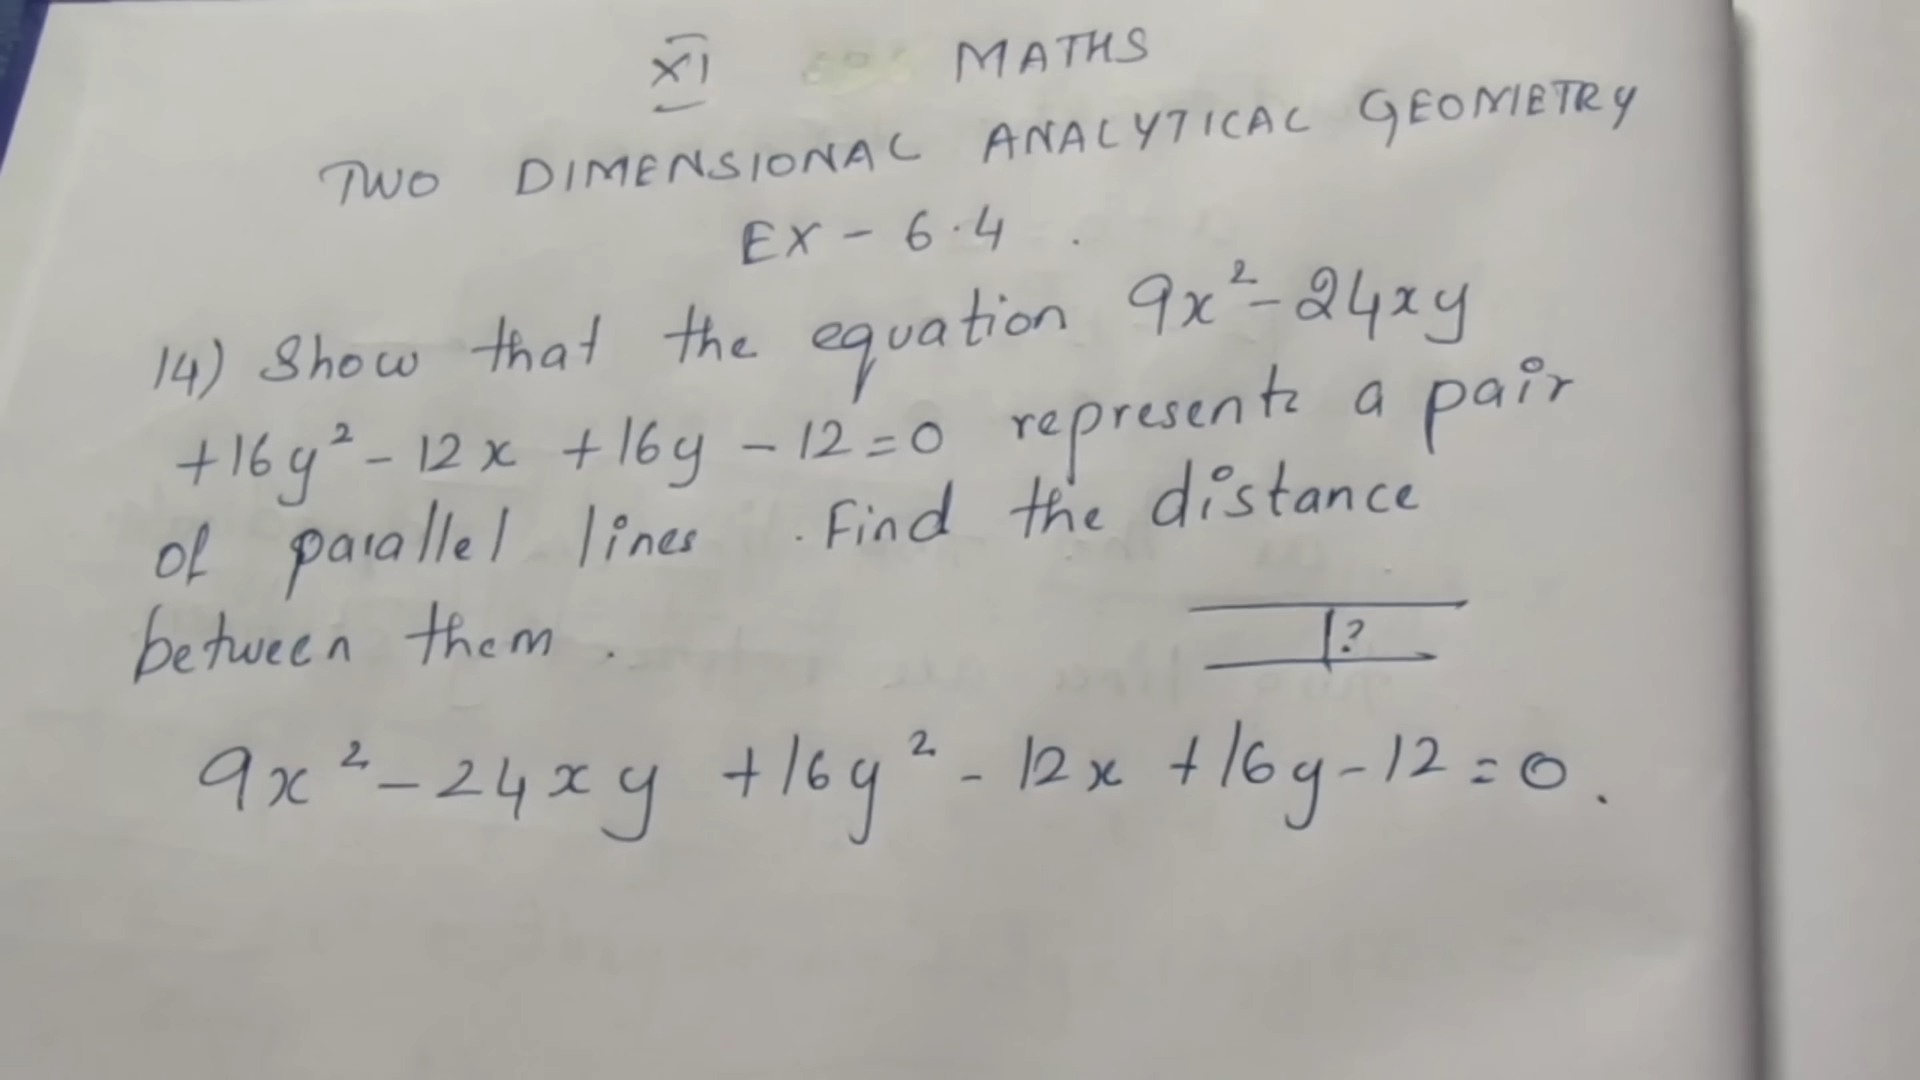 XI MATHS
TWO DIMENSIONAL ANALYTICAL GEOMETRY
EX - 6.4 .
14) Show that the equation 9x² - 24xy
+16y² - 12x +16y - 12 = 0 represents a pair
of parallel lines . Find the distance
between them .
?
9x² - 24xy +16y² - 12x +16y - 12 = 0 .